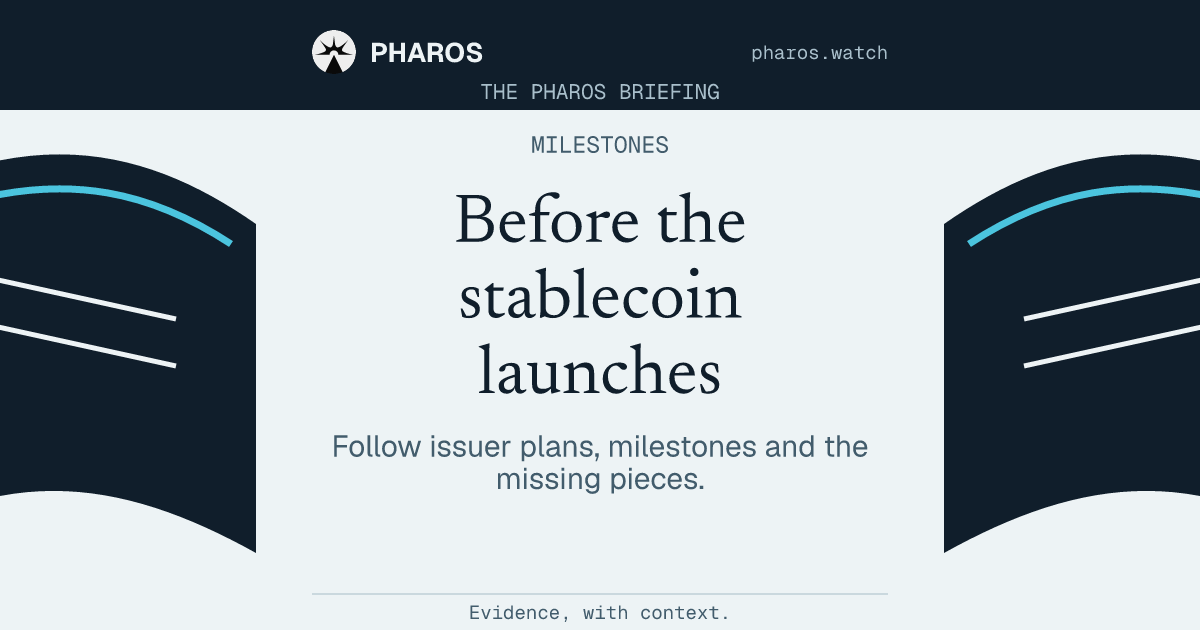 PHAROS
pharos.watch
THE PHAROS BRIEFING
MILESTONES
Before the
stablecoin
launches
Follow issuer plans, milestones and the
missing pieces.
Evidence, with context.